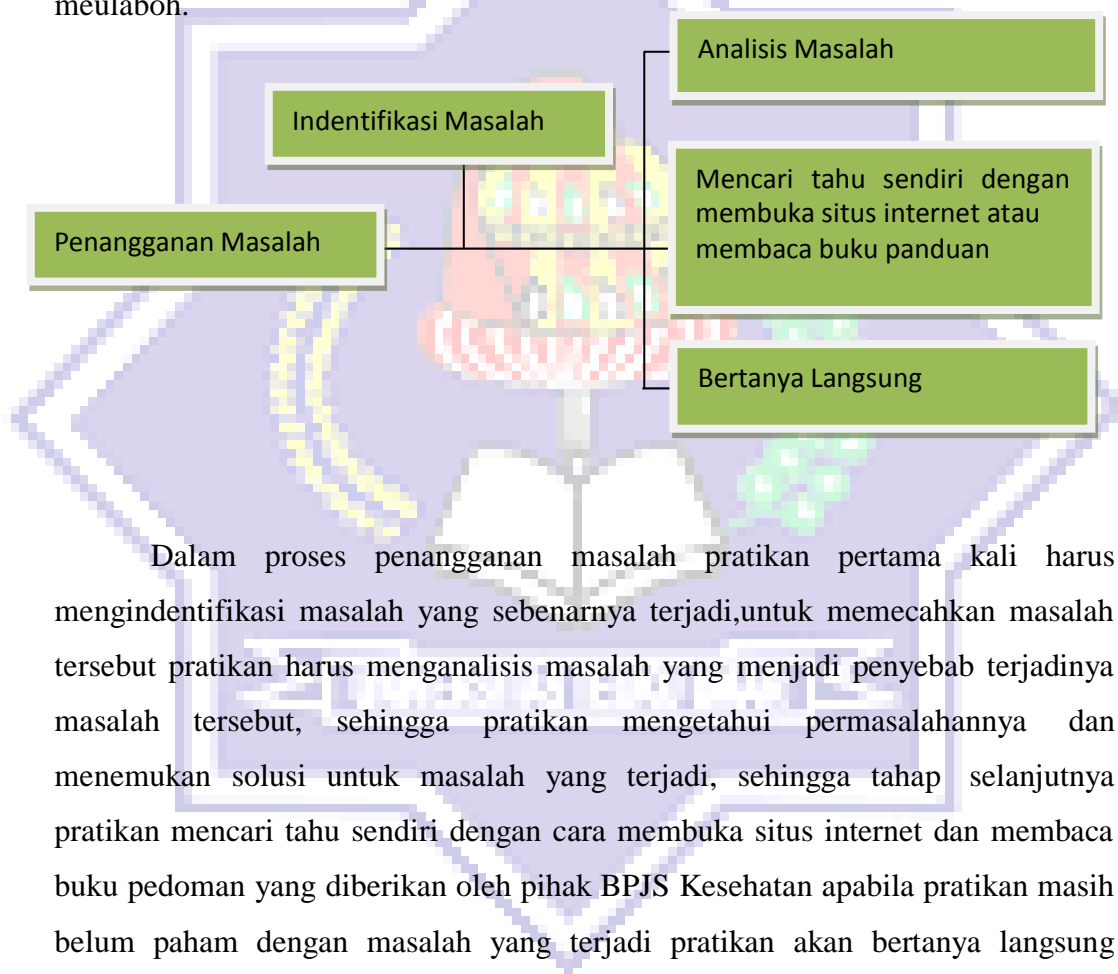 meulaboh.
Analisis Masalah
Indentifikasi Masalah
Mencari tahu sendiri dengan
membuka situs internet atau
membaca buku panduan
Penangganan Masalah
Bertanya Langsung
Dalam proses penangganan masalah pratikan pertama kali harus
mengindentifikasi masalah yang sebenarnya terjadi,untuk memecahkan masalah
tersebut pratikan harus menganalisis masalah yang menjadi penyebab terjadinya
masalah tersebut, sehingga pratikan mengetahui permasalahannya dan
menemukan solusi untuk masalah yang terjadi, sehingga tahap selanjutnya
pratikan mencari tahu sendiri dengan cara membuka situs internet dan membaca
buku pedoman yang diberikan oleh pihak BPJS Kesehatan apabila pratikan masih
belum paham dengan masalah yang terjadi pratikan akan bertanya langsung